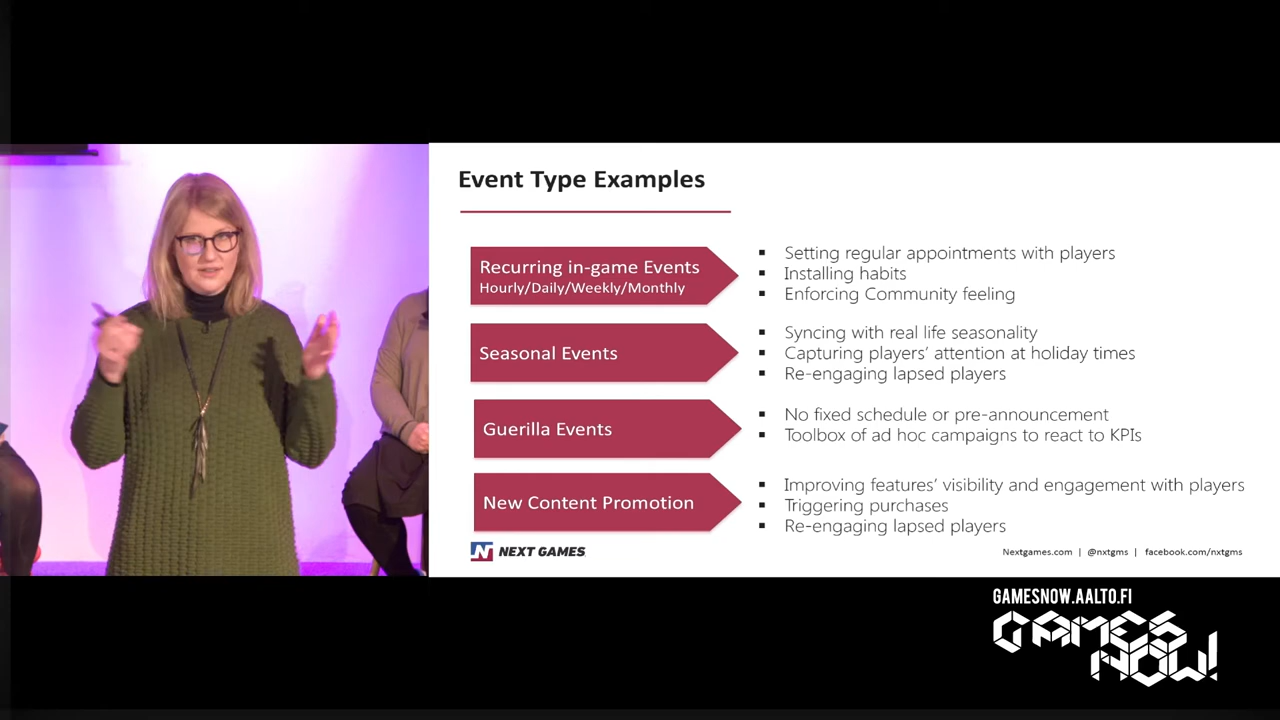 Event Type Examples
Recurring in-game Events
Hourly/Daily/Weekly/Monthly
▪ Setting regular appointments with players
▪ Installing habits
▪ Enforcing Community feeling
Seasonal Events
▪ Syncing with real life seasonality
▪ Capturing players' attention at holiday times
▪ Re-engaging lapsed players
Guerilla Events
▪ No fixed schedule or pre-announcement
▪ Toolbox of ad hoc campaigns to react to KPIs
New Content Promotion
▪ Improving features' visibility and engagement with players
▪ Triggering purchases
▪ Re-engaging lapsed players
N NEXT GAMES
Nextgames.com | @nxtgms | facebook.com/nxtgms
GAMESNOW.AALTO.FI
GAMES
NOW!